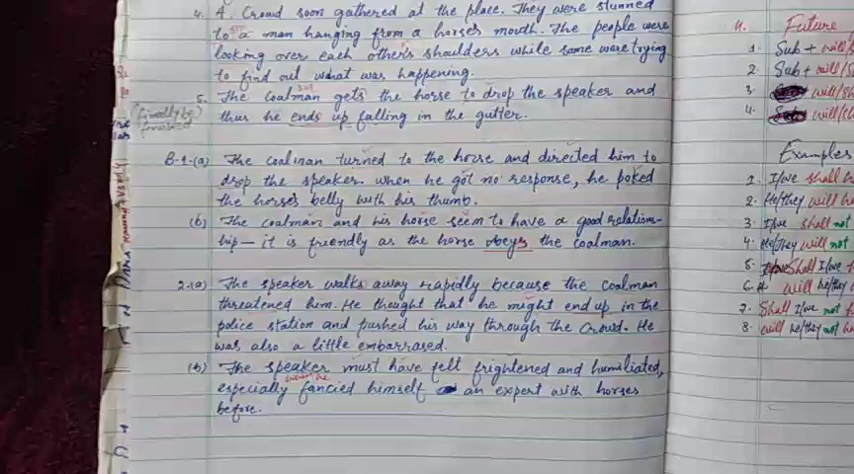 4. A. Crowd soon gathered at the place. They were stunned
to see a man hanging from a horse's mouth. The people were
looking over each other's shoulders while some were trying
to find out what was happening.
5. The coalman gets the horse to drop the speaker and
thus he ends up falling in the gutter.
(finally be
B-1-(a) The coalman turned to the horse and directed him to
drop the speaker when he got no response, he poked
the horse's belly with his thumb.
(b) The coalman and his horse seem to have a good relation-
hip — it is friendly as the horse obeys the coalman.
2-(a) The speaker walks away rapidly because the coalman
threatened him. He thought that he might end up in the
police station and pushed his way through the crowd. He
was also a little embarrased.
(b) The speaker must have felt frightened and humiliated,
when he
especially fancied himself an expert with horses
before.
4. Future
1. Sub + will/S
2. Sub + will/S
3. will/Sh
4. will/sh
Examples
1. I/we shall
2. He/they will
3. I/we shall not
4. He/They will not
5. Shall I/we
6. will he/they
7. Shall I/we not
8. will he/they not